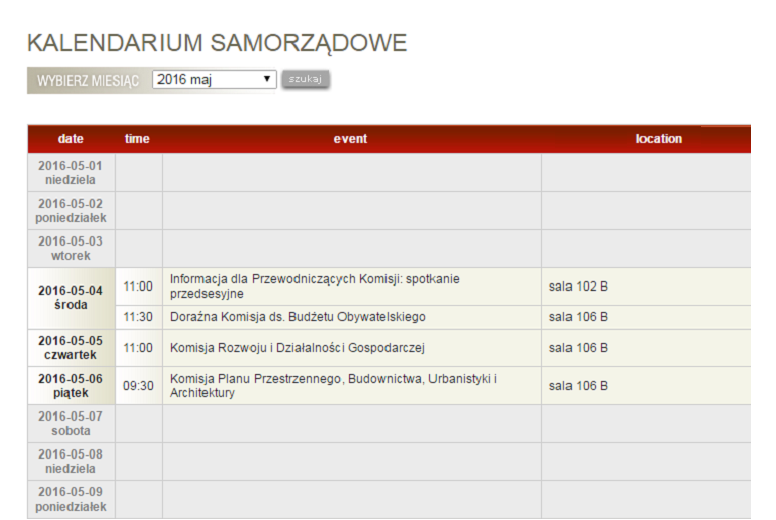 KALENDARIUM SAMORZĄDOWE
WYBIERZ MIESIĄC 2016 maj szukaj
date time event location
2016-05-01
niedziela
2016-05-02
poniedziałek
2016-05-03
wtorek
2016-05-04
środa
11:00 Informacja dla Przewodniczących Komisji: spotkanie
przedsesyjne
sala 102 B
11:30 Doraźna Komisja ds. Budżetu Obywatelskiego sala 106 B
2016-05-05
czwartek
11:00 Komisja Rozwoju i Działalności Gospodarczej sala 106 B
2016-05-06
piątek
09:30 Komisja Planu Przestrzennego, Budownictwa, Urbanistyki i
Architektury
sala 106 B
2016-05-07
sobota
2016-05-08
niedziela
2016-05-09
poniedziałek